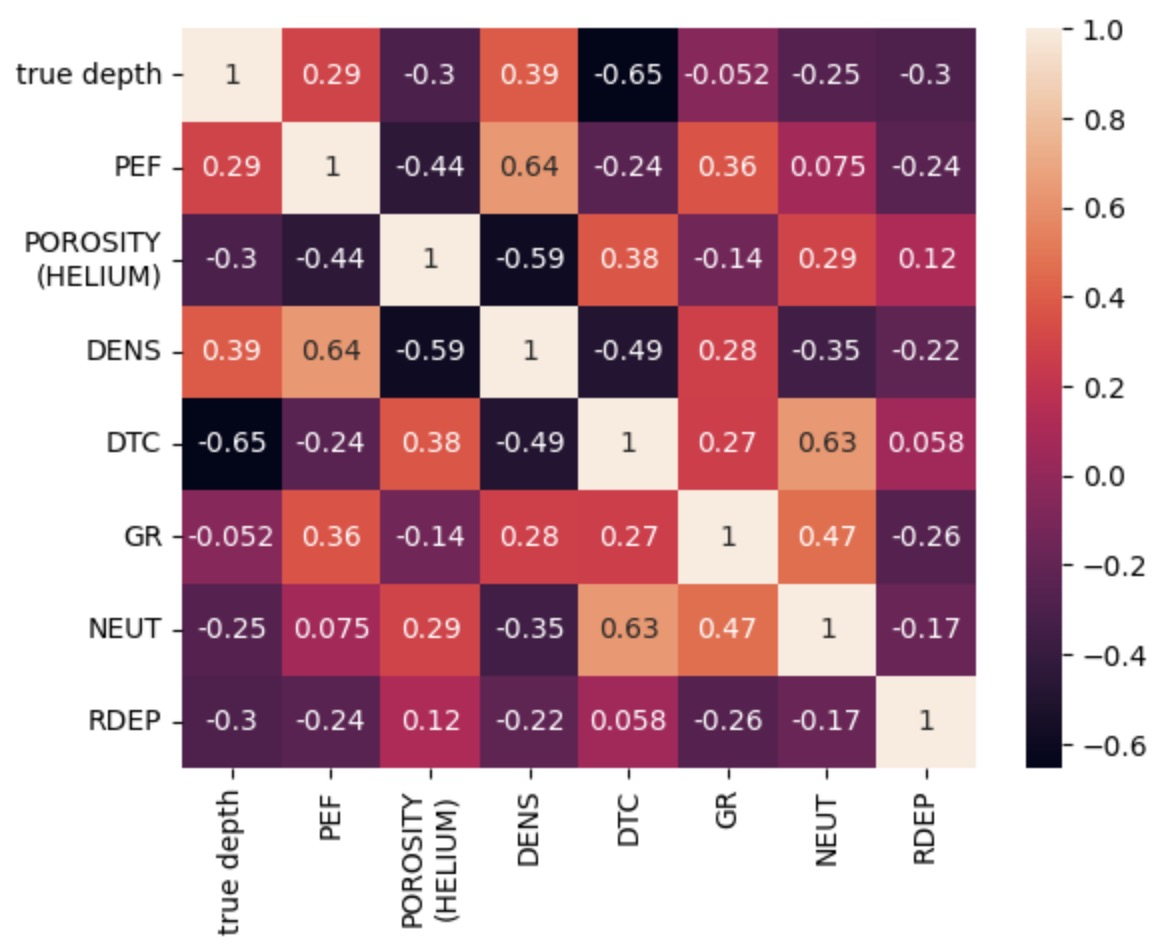 true depth 1 0.29 -0.3 0.39 -0.65 -0.052 -0.25 -0.3
PEF 0.29 1 -0.44 0.64 -0.24 0.36 0.075 -0.24
POROSITY
(HELIUM) -0.3 -0.44 1 -0.59 0.38 -0.14 0.29 0.12
DENS 0.39 0.64 -0.59 1 -0.49 0.28 -0.35 -0.22
DTC -0.65 -0.24 0.38 -0.49 1 0.27 0.63 0.058
GR -0.052 0.36 -0.14 0.28 0.27 1 0.47 -0.26
NEUT -0.25 0.075 0.29 -0.35 0.63 0.47 1 -0.17
RDEP -0.3 -0.24 0.12 -0.22 0.058 -0.26 -0.17 1
true depth
PEF
POROSITY
(HELIUM)
DENS
DTC
GR
NEUT
RDEP
1.0
0.8
0.6
0.4
0.2
0.0
−0.2
−0.4
−0.6